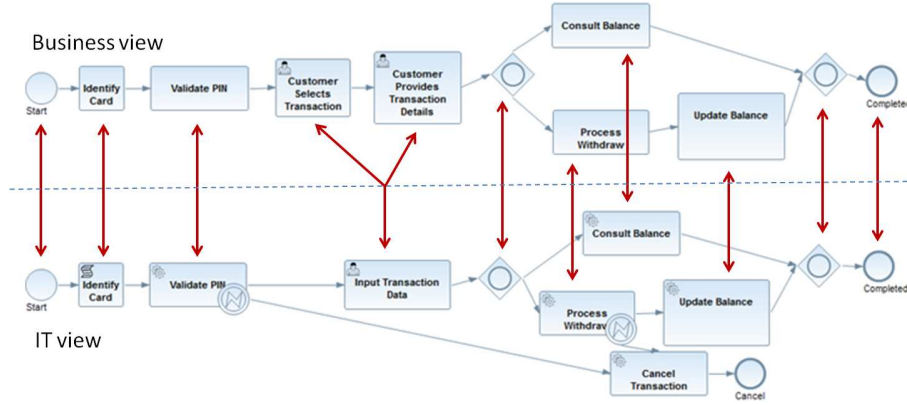 Business view
Start
Identify
Card
Validate PIN
Customer
Selects
Transaction
Customer
Provides
Transaction
Details
Consult Balance
Process
Withdraw
Update Balance
Completed
Start
Identify
Card
Validate PIN
Input Transaction
Data
Consult Balance
Process
Withdraw
Update Balance
Completed
Cancel
Transaction
Cancel
IT view